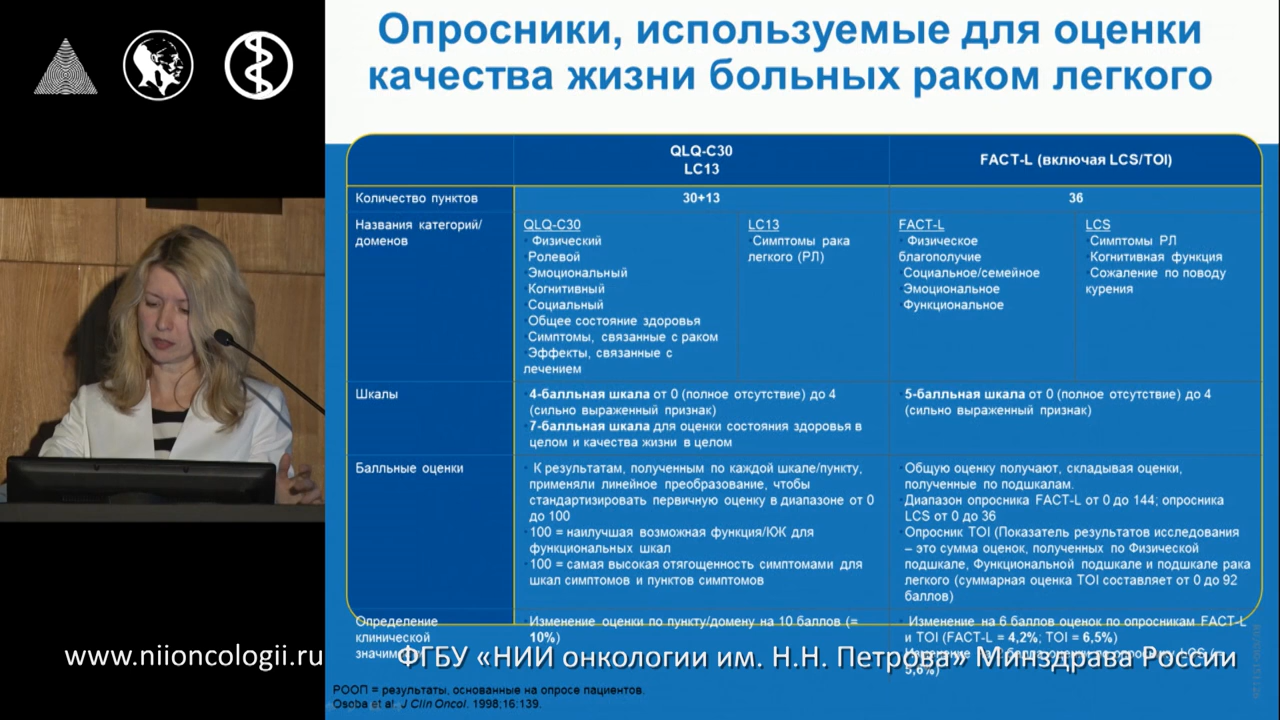 Опросники, используемые для оценки
качества жизни больных раком легкого
QLQ-C30
LC13
FACT-L (включая LCS/TOI)
Количество пунктов
30+13
36
Названия категорий/
доменов
QLQ-C30
Физический
Ролевой
Эмоциональный
Когнитивный
Социальный
Общее состояние здоровья
Симптомы, связанные с раком
Эффекты, связанные с
лечением
LC13
Симптомы рака
легкого (РЛ)
FACT-L
Физическое
благополучие
Социальное/семейное
Эмоциональное
Функциональное
LCS
Симптомы РЛ
Когнитивная функция
Сожаление по поводу
курения
Шкалы
4-балльная шкала от 0 (полное отсутствие) до 4
(сильно выраженный признак)
7-балльная шкала для оценки состояния здоровья в
целом и качества жизни в целом
5-балльная шкала от 0 (полное отсутствие) до 4
(сильно выраженный признак)
Балльные оценки
К результатам, полученным по каждой шкале/пункту,
применяли линейное преобразование, чтобы
стандартизировать первичную оценку в диапазоне от 0
до 100
100 = наилучшая возможная функция/ЮК для
функциональных шкал
100 = самая высокая отягощенность симптомами для
шкал симптомов и пунктов симптомов
Общую оценку получают, складывая оценки,
полученные по подшкалам.
Диапазон опросника FACT-L от 0 до 144; опросника
LCS от 0 до 36
Опросник TOI (Показатель результатов исследования
– это сумма оценок, полученных по Физической
подшкале, Функциональной подшкале и подшкале рака
легкого (суммарная оценка TOI составляет от 0 до 92
баллов)
Определение
клинической
Изменение оценки по пункту/домену на 10 баллов (=
10%)
Изменение на 6 баллов оценок по опросникам FACT-L
и TOI (FACT-L = 4,2%; TOI = 6,5%)
5,6%)
www.niioncologii.ru
ФГБУ «НИИ онкологии им. Н.Н. Петрова» Минздрава России
РООП = результаты, основанные на опросе пациентов.
Osoba et al. J Clin Oncol. 1998;16:139.